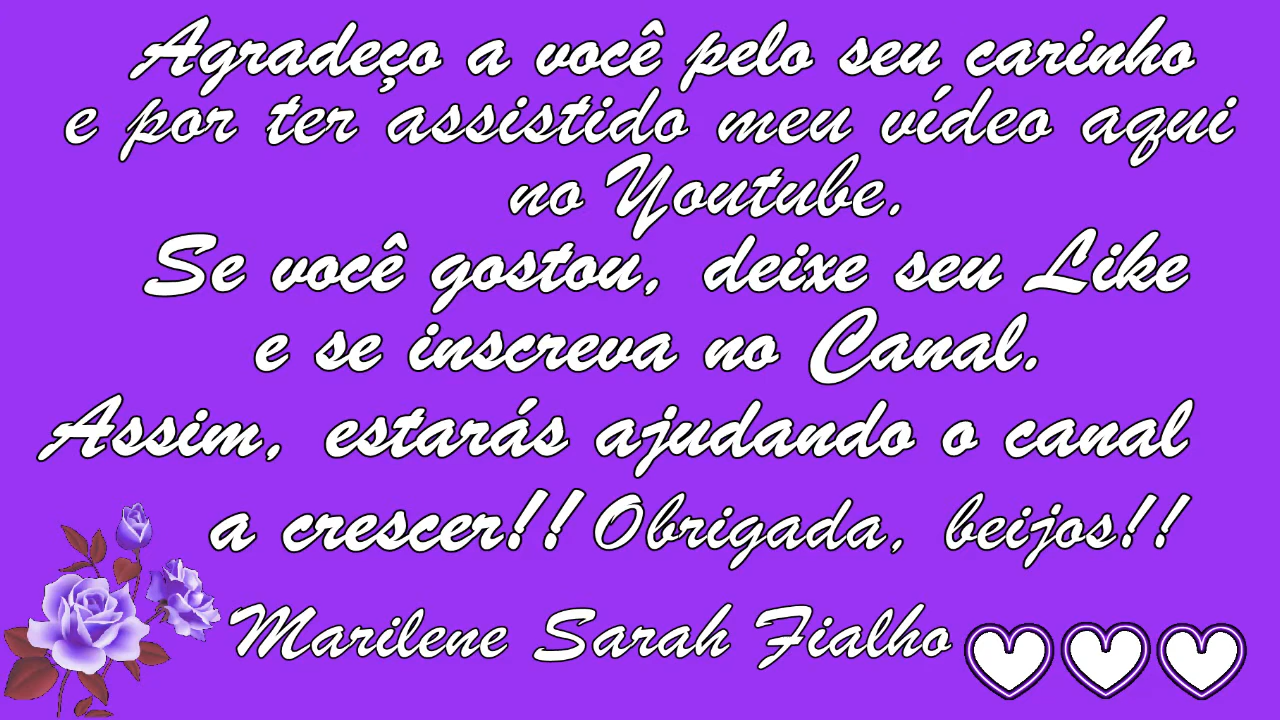 Agradeço a você pelo seu carinho
e por ter assistido meu vídeo aqui
no Youtube.
Se você gostou, deixe seu Like
e se inscreva no Canal.
Assim, estarás ajudando o canal
a crescer!! Obrigada, beijos!!
Marilene Sarah Fialho